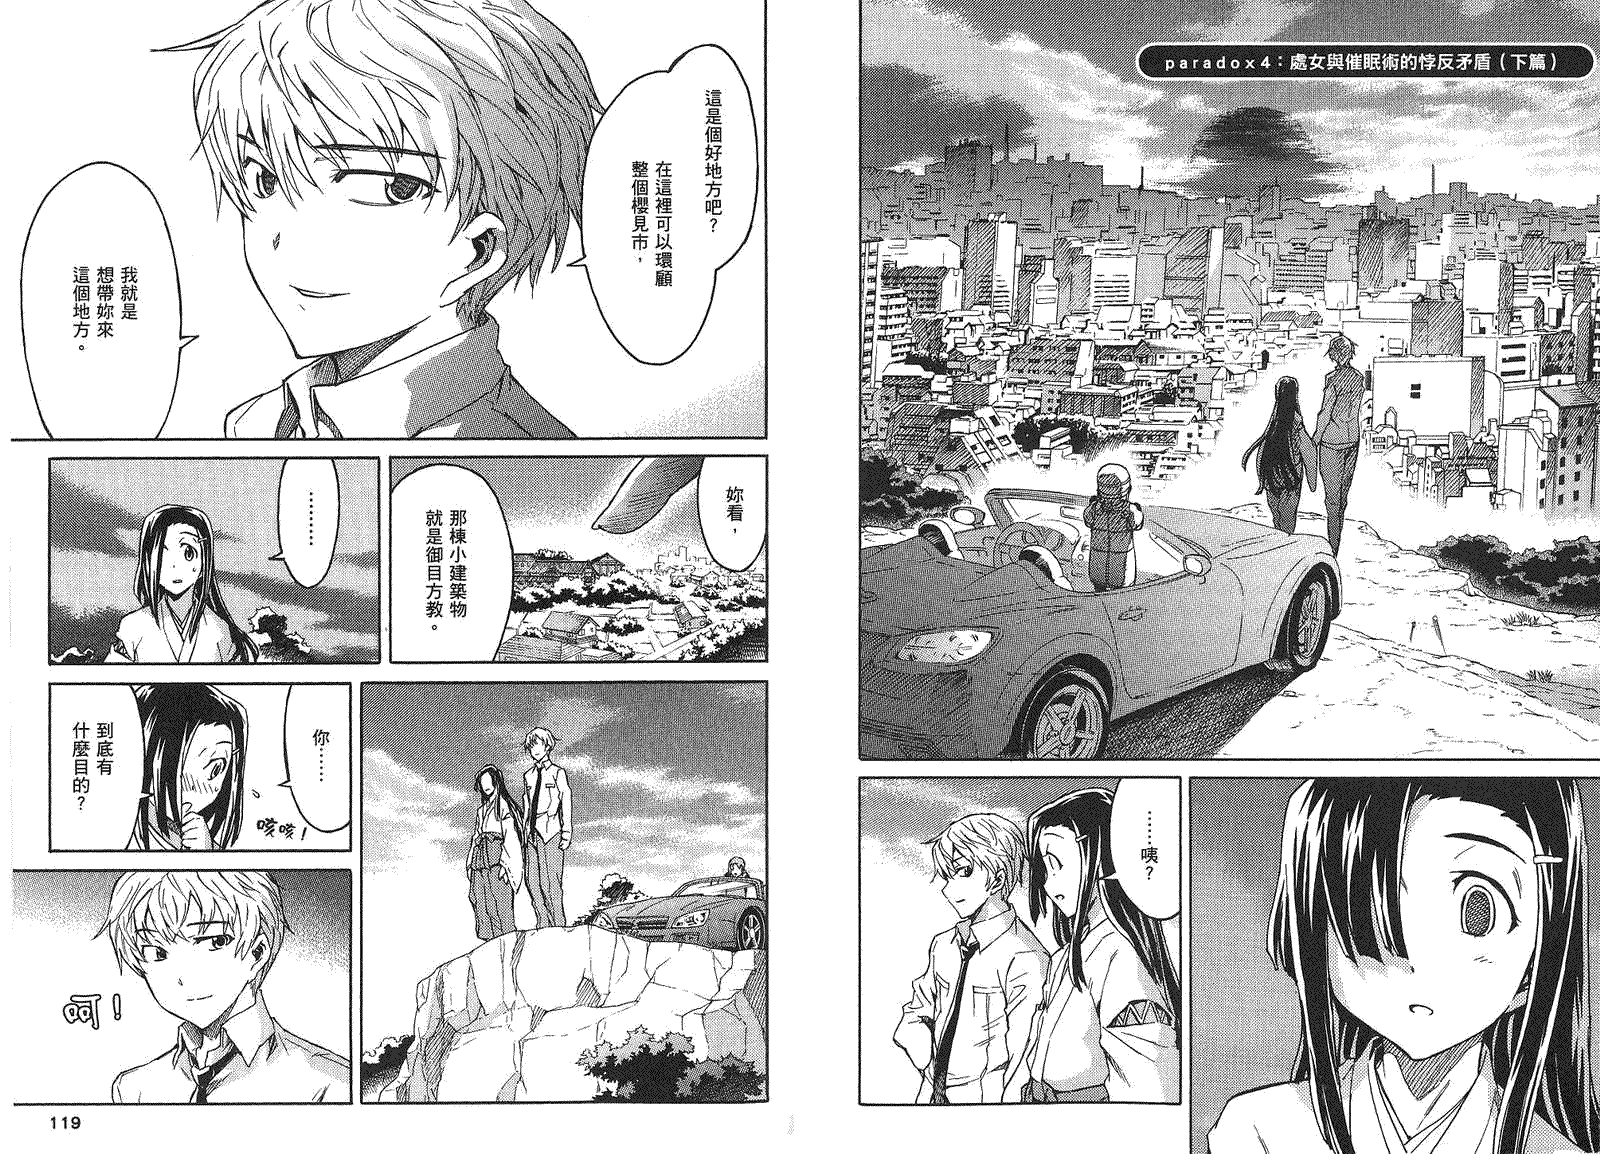 paradox4：處女與催眠術的悖反矛盾（下篇）
……咦？
這是個好地方吧？
在這裡可以環顧
整個櫻見市，
我就是
想帶妳來
這個地方。
妳看，
那棟小建築物
就是御目方教。
…………
你……
咳咳！
到底有
什麼目的？
呵！
119